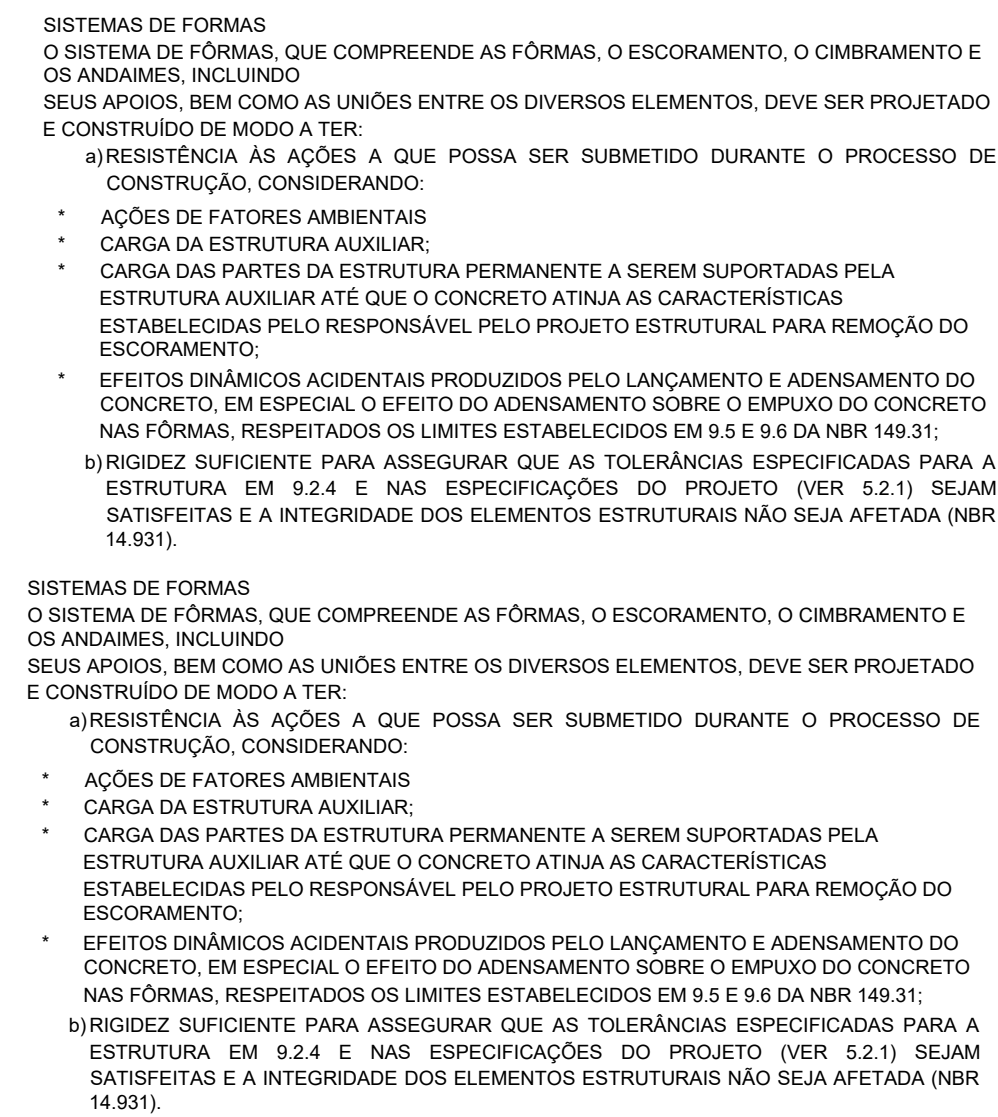 SISTEMAS DE FORMAS
O SISTEMA DE FÔRMAS, QUE COMPREENDE AS FÔRMAS, O ESCORAMENTO, O CIMBRAMENTO E
OS ANDAIMES, INCLUINDO
SEUS APOIOS, BEM COMO AS UNIÕES ENTRE OS DIVERSOS ELEMENTOS, DEVE SER PROJETADO
E CONSTRUÍDO DE MODO A TER:
a) RESISTÊNCIA ÀS AÇÕES A QUE POSSA SER SUBMETIDO DURANTE O PROCESSO DE
CONSTRUÇÃO, CONSIDERANDO:
* AÇÕES DE FATORES AMBIENTAIS
* CARGA DA ESTRUTURA AUXILIAR;
* CARGA DAS PARTES DA ESTRUTURA PERMANENTE A SEREM SUPORTADAS PELA
ESTRUTURA AUXILIAR ATÉ QUE O CONCRETO ATINJA AS CARACTERÍSTICAS
ESTABELECIDAS PELO RESPONSÁVEL PELO PROJETO ESTRUTURAL PARA REMOÇÃO DO
ESCORAMENTO;
* EFEITOS DINÂMICOS ACIDENTAIS PRODUZIDOS PELO LANÇAMENTO E ADENSAMENTO DO
CONCRETO, EM ESPECIAL O EFEITO DO ADENSAMENTO SOBRE O EMPUXO DO CONCRETO
NAS FÔRMAS, RESPEITADOS OS LIMITES ESTABELECIDOS EM 9.5 E 9.6 DA NBR 149.31;
b) RIGIDEZ SUFICIENTE PARA ASSEGURAR QUE AS TOLERÂNCIAS ESPECIFICADAS PARA A
ESTRUTURA EM 9.2.4 E NAS ESPECIFICAÇÕES DO PROJETO (VER 5.2.1) SEJAM
SATISFEITAS E A INTEGRIDADE DOS ELEMENTOS ESTRUTURAIS NÃO SEJA AFETADA (NBR
14.931).
SISTEMAS DE FORMAS
O SISTEMA DE FÔRMAS, QUE COMPREENDE AS FÔRMAS, O ESCORAMENTO, O CIMBRAMENTO E
OS ANDAIMES, INCLUINDO
SEUS APOIOS, BEM COMO AS UNIÕES ENTRE OS DIVERSOS ELEMENTOS, DEVE SER PROJETADO
E CONSTRUÍDO DE MODO A TER:
a) RESISTÊNCIA ÀS AÇÕES A QUE POSSA SER SUBMETIDO DURANTE O PROCESSO DE
CONSTRUÇÃO, CONSIDERANDO:
* AÇÕES DE FATORES AMBIENTAIS
* CARGA DA ESTRUTURA AUXILIAR;
* CARGA DAS PARTES DA ESTRUTURA PERMANENTE A SEREM SUPORTADAS PELA
ESTRUTURA AUXILIAR ATÉ QUE O CONCRETO ATINJA AS CARACTERÍSTICAS
ESTABELECIDAS PELO RESPONSÁVEL PELO PROJETO ESTRUTURAL PARA REMOÇÃO DO
ESCORAMENTO;
* EFEITOS DINÂMICOS ACIDENTAIS PRODUZIDOS PELO LANÇAMENTO E ADENSAMENTO DO
CONCRETO, EM ESPECIAL O EFEITO DO ADENSAMENTO SOBRE O EMPUXO DO CONCRETO
NAS FÔRMAS, RESPEITADOS OS LIMITES ESTABELECIDOS EM 9.5 E 9.6 DA NBR 149.31;
b) RIGIDEZ SUFICIENTE PARA ASSEGURAR QUE AS TOLERÂNCIAS ESPECIFICADAS PARA A
ESTRUTURA EM 9.2.4 E NAS ESPECIFICAÇÕES DO PROJETO (VER 5.2.1) SEJAM
SATISFEITAS E A INTEGRIDADE DOS ELEMENTOS ESTRUTURAIS NÃO SEJA AFETADA (NBR
14.931).